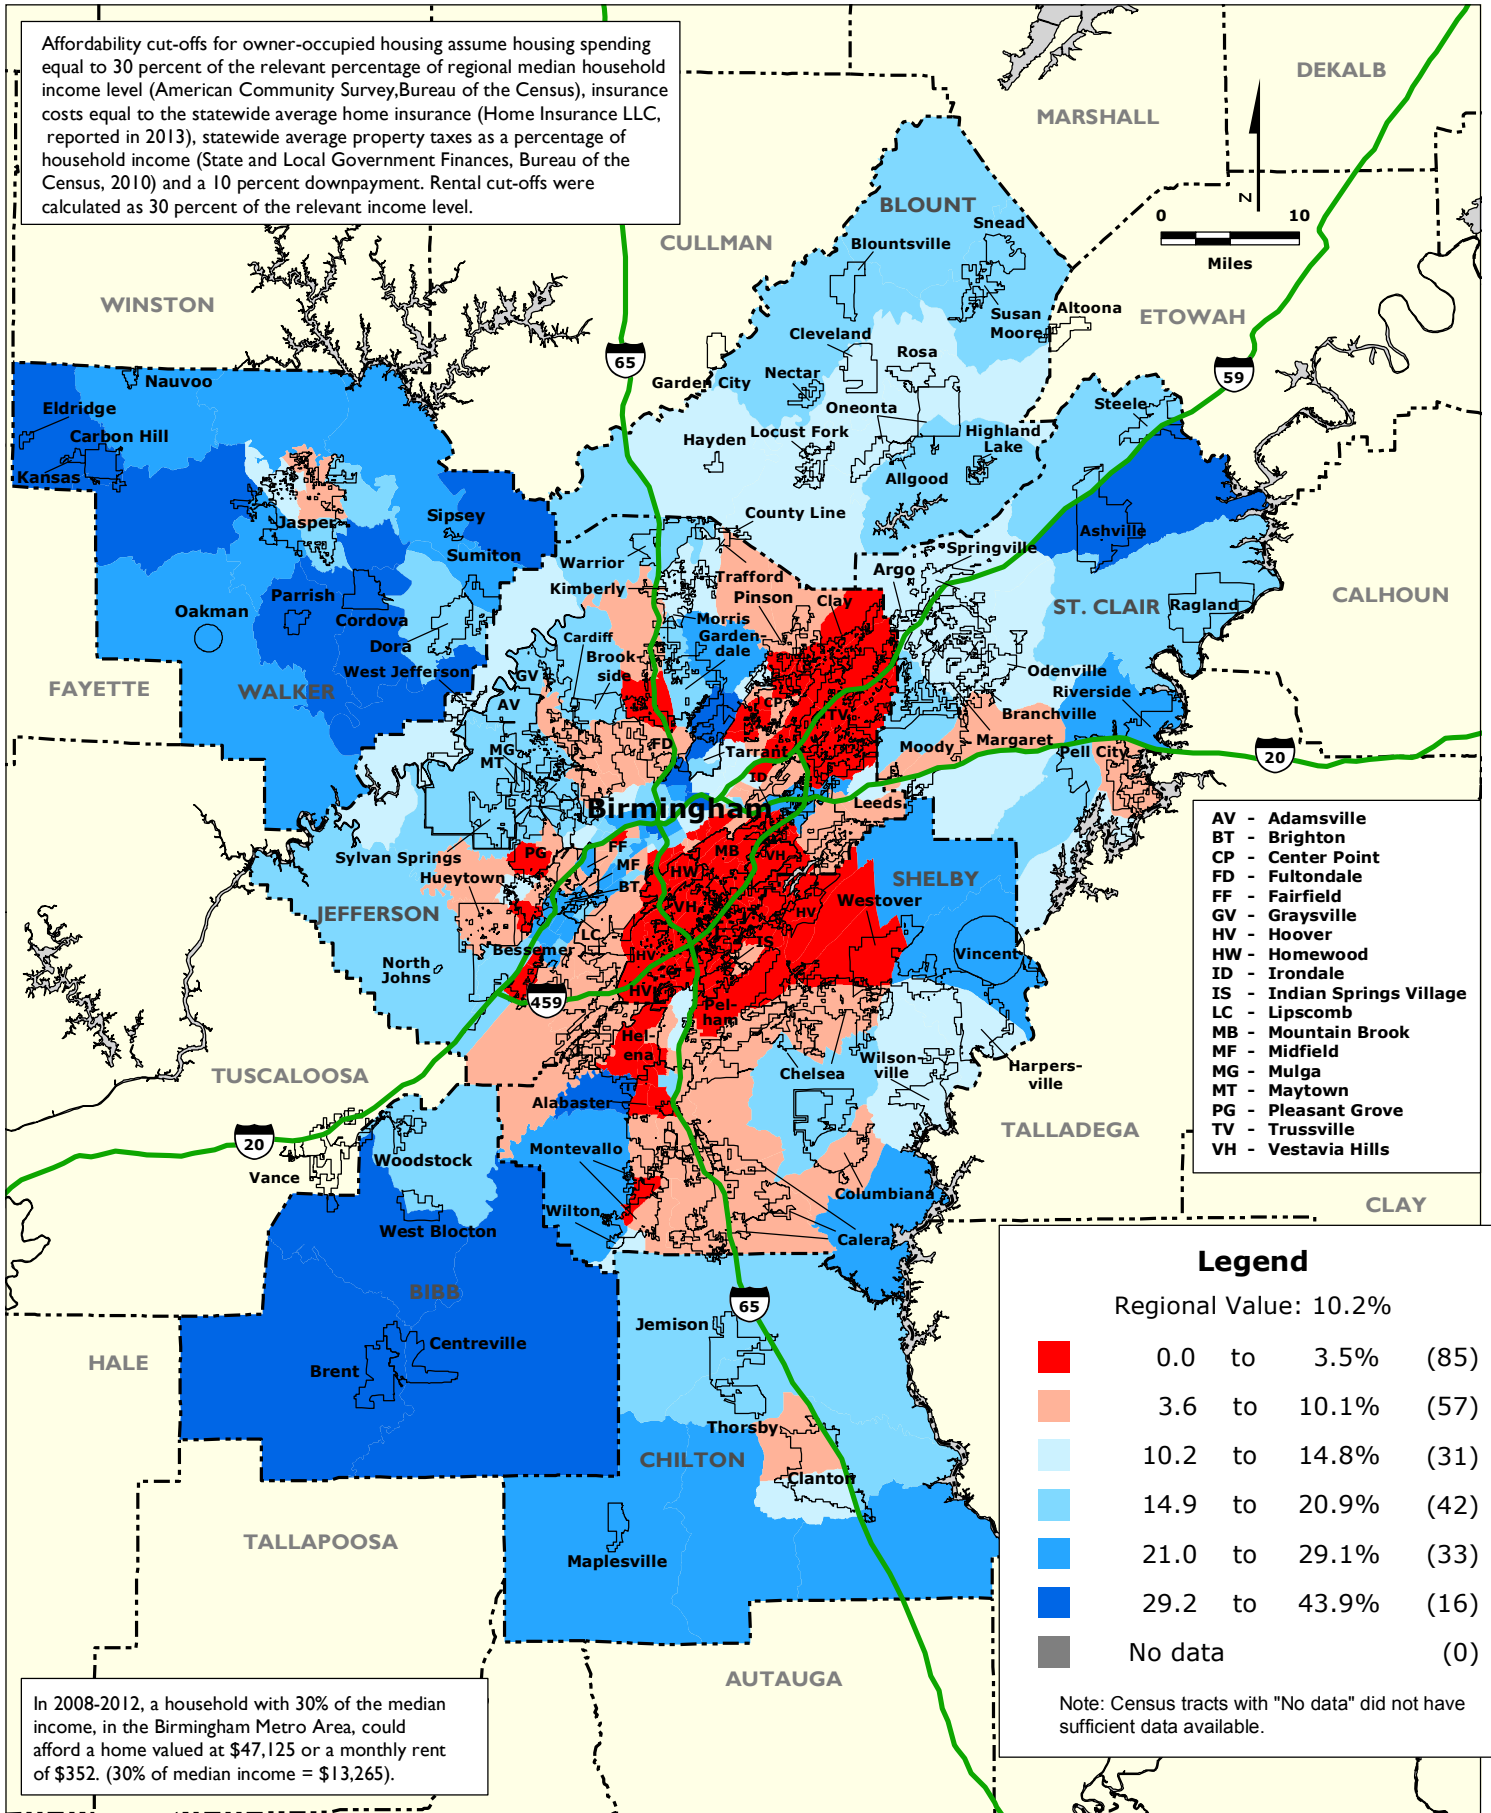 Affordability cut-offs for owner-occupied housing assume housing spending
equal to 30 percent of the relevant percentage of regional median household
income level (American Community Survey,Bureau of the Census), insurance
costs equal to the statewide average home insurance (Home Insurance LLC,
reported in 2013), statewide average property taxes as a percentage of
household income (State and Local Government Finances, Bureau of the
Census, 2010) and a 10 percent downpayment. Rental cut-offs were
calculated as 30 percent of the relevant income level.
DEKALB
MARSHALL
BLOUNT
Snead
CULLMAN
Blountsville
N
0 10
Miles
WINSTON
Susan
Moore
Altoona
ETOWAH
Cleveland
Rosa
65
59
Nectar
Garden City
Nauvoo
Oneonta
Steele
Eldridge
Carbon Hill
Hayden
Locust Fork
Highland
Lake
Kansas
Allgood
Jasper
Sipsey
County Line
Ashville
Sumiton
Warrior
Springville
Argo
Kimberly
Trafford
Pinson
Clay
ST. CLAIR
Ragland
CALHOUN
Parrish
Oakman
Cordova
Morris
Dora
Cardiff
Garden-
dale
Brook-
side
West Jefferson
GV
Odenville
FAYETTE
WALKER
AV
CP
Riverside
TV
Branchville
Margaret
MG
MT
FD
Tarrant
Moody
Pell City
20
ID
Birmingham
Leeds
Sylvan Springs
PG
FF
MF
BT
MB
VH
HW
Hueytown
SHELBY
Westover
JEFFERSON
VH
HV
LC
IS
Bessemer
HV
North
Johns
Vincent
459
HV
Pel-
ham
Hel-
ena
Wilson-
ville
Chelsea
Harpers-
ville
TUSCALOOSA
Alabaster
20
Vance
Woodstock
Montevallo
TALLADEGA
Columbiana
West Blocton
Wilton
Calera
CLAY
BIBB
65
Jemison
Centreville
HALE
Brent
Thorsby
CHILTON
Clanton
TALLAPOOSA
Maplesville
AUTAUGA
AV - Adamsville
BT - Brighton
CP - Center Point
FD - Fultondale
FF - Fairfield
GV - Graysville
HV - Hoover
HW - Homewood
ID - Irondale
IS - Indian Springs Village
LC - Lipscomb
MB - Mountain Brook
MF - Midfield
MG - Mulga
MT - Maytown
PG - Pleasant Grove
TV - Trussville
VH - Vestavia Hills
Legend
Regional Value: 10.2%
0.0 to 3.5% (85)
3.6 to 10.1% (57)
10.2 to 14.8% (31)
14.9 to 20.9% (42)
21.0 to 29.1% (33)
29.2 to 43.9% (16)
No data (0)
Note: Census tracts with "No data" did not have
sufficient data available.
In 2008-2012, a household with 30% of the median
income, in the Birmingham Metro Area, could
afford a home valued at $47,125 or a monthly rent
of $352. (30% of median income = $13,265).